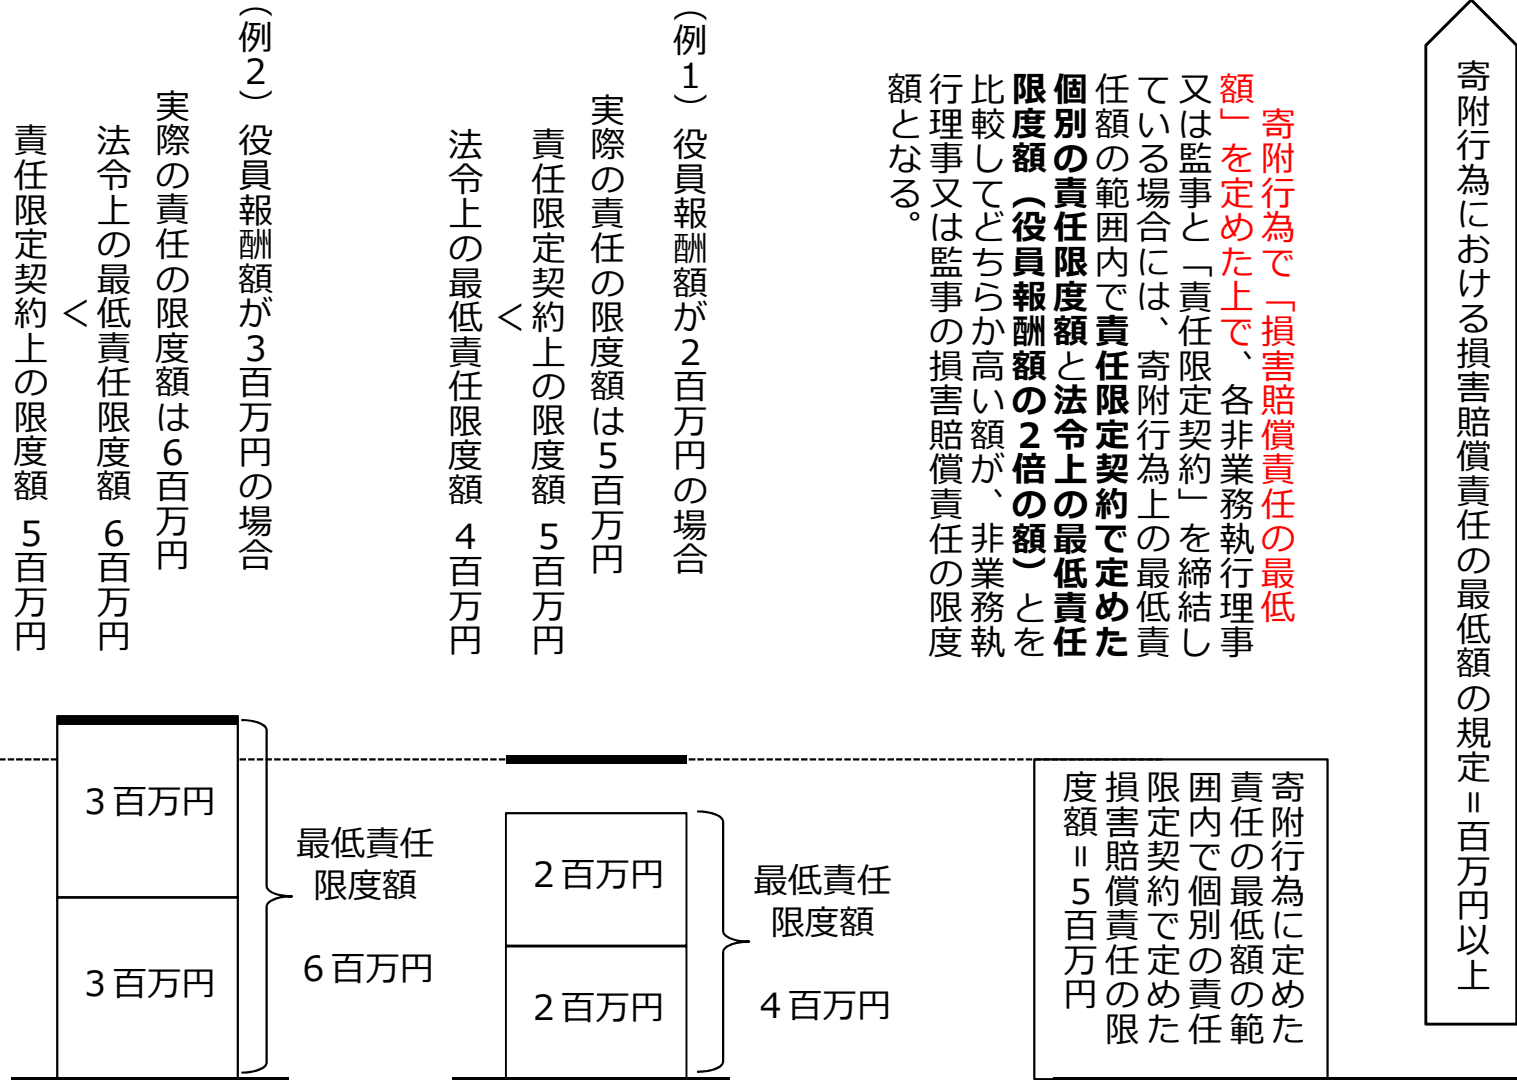 寄附行為における損害賠償責任の最低額の規定＝百万円以上
寄附行為で「損害賠償責任の最低
額」を定めた上で、各非業務執行理事
又は監事と「責任限定契約」を締結し
ている場合には、寄附行為上の最低責
任額の範囲内で責任限定契約で定めた
個別の責任限度額と法令上の最低責任
限度額（役員報酬額の２倍の額）とを
比較してどちらか高い額が、非業務執
行理事又は監事の損害賠償責任の限度
額となる。
（例１）役員報酬額が２百万円の場合
実際の責任の限度額は５百万円
責任限定契約上の限度額 ５百万円
＜
法令上の最低責任限度額 ４百万円
（例２）役員報酬額が３百万円の場合
実際の責任の限度額は６百万円
法令上の最低責任限度額 ６百万円
＜
責任限定契約上の限度額 ５百万円
寄附行為に定めた
責任の最低額の範
囲内で個別の責任
限定契約で定めた
損害賠償責任の限
度額＝５百万円
最低責任
限度額
４百万円
２百万円
２百万円
最低責任
限度額
６百万円
３百万円
３百万円